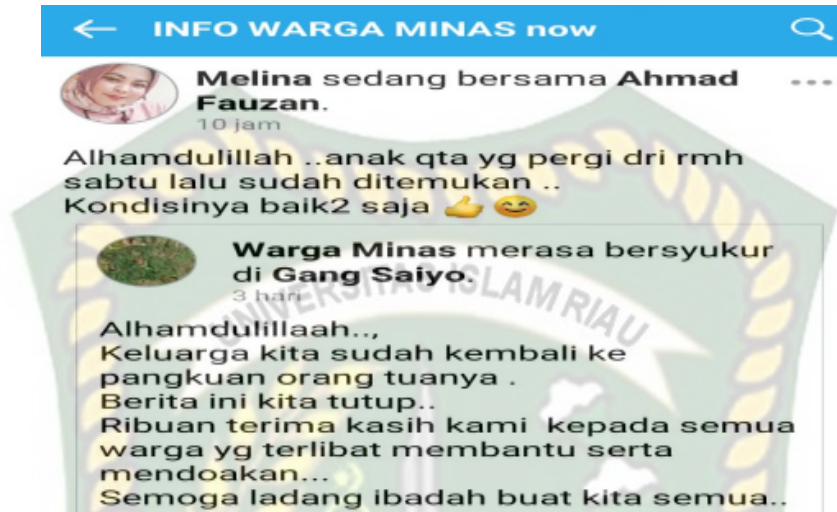 INFO WARGA MINAS now
Melina sedang bersama Ahmad
Fauzan.
10 jam
Alhamdulillah ..anak qta yg pergi dri rmh
sabtu lalu sudah ditemukan ..
Kondisinya baik2 saja 👍 😊
Warga Minas merasa bersyukur
di Gang Saiyo.
3 hari
UNIVERSITAS ISLAM RIAU
Alhamdulillaah..,
Keluarga kita sudah kembali ke
pangkuan orang tuanya .
Berita ini kita tutup..
Ribuan terima kasih kami kepada semua
warga yg terlibat membantu serta
mendoakan...
Semoga ladang ibadah buat kita semua..